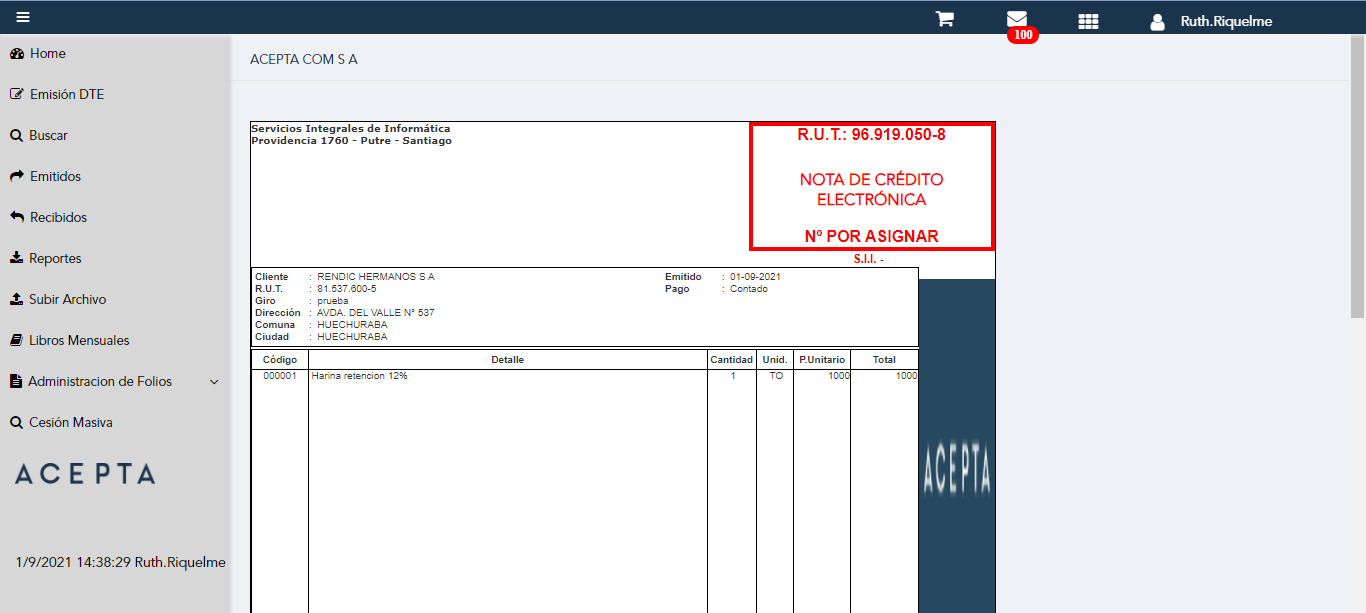 Ruth.Riquelme
100
Home
Emisión DTE
Buscar
Emitidos
Recibidos
Reportes
Subir Archivo
Libros Mensuales
Administracion de Folios
Cesión Masiva
ACEPTA
1/9/2021 14:38:29 Ruth.Riquelme
ACEPTA COM S A
Servicios Integrales de Informática
Providencia 1760 - Putre - Santiago
R.U.T.: 96.919.050-8
NOTA DE CRÉDITO
ELECTRÓNICA
Nº POR ASIGNAR
S.I.I. -
Cliente : RENDIC HERMANOS S A Emitido : 01-09-2021
R.U.T. : 81.537.600-5 Pago : Contado
Giro : prueba
Dirección : AVDA. DEL VALLE N° 537
Comuna : HUECHURABA
Ciudad : HUECHURABA
Código Detalle Cantidad Unid. P.Unitario Total
000001 Harina retencion 12% 1 TO 1000 1000
ACEPTA